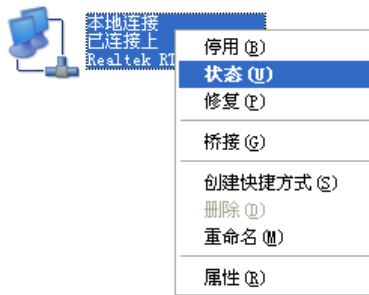 本地连接
已连接上
Realtek RT
停用(B)
状态(U)
修复(P)
桥接(G)
创建快捷方式(S)
删除(D)
重命名(M)
属性(R)